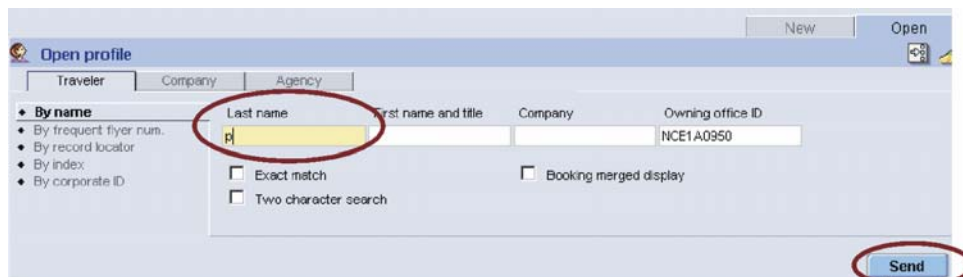 New Open
Open profile
Traveler Company Agency
By name
By frequent flyer num.
By record locator
By index
By corporate ID
Last name First name and title Company Owning office ID
p NCE1A0950
Exact match Booking merged display
Two character search
Send